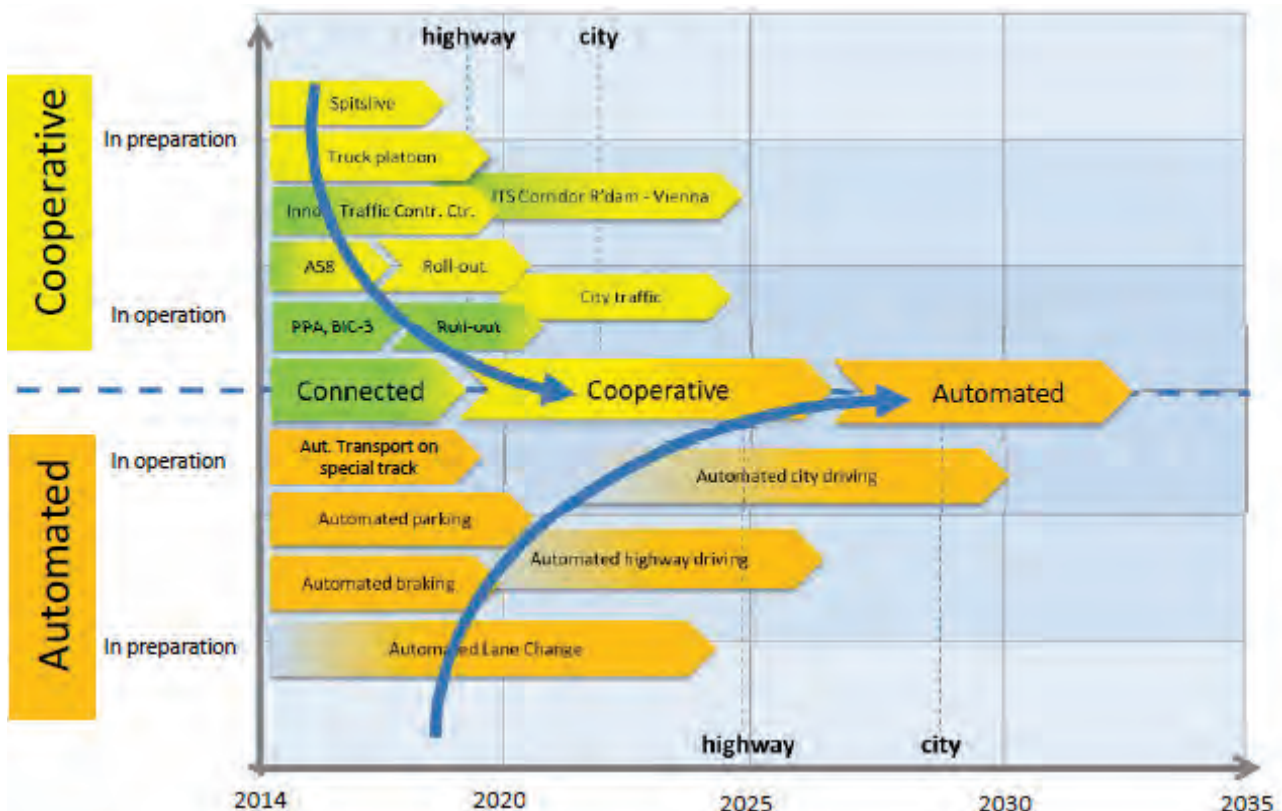 highway city
Cooperative
In preparation
Spitslive
Truck platoon
ITS Corridor R'dam - Vienna
Traffic Contr. Ctr.
A58
Roll-out
In operation
City traffic
PPA, BIC-3
Roll-out
Connected
Cooperative
Automated
Automated
In operation
Aut. Transport on
special track
Automated city driving
Automated parking
Automated highway driving
Automated braking
In preparation
Automated Lane Change
highway city
2014 2020 2025 2030 2035